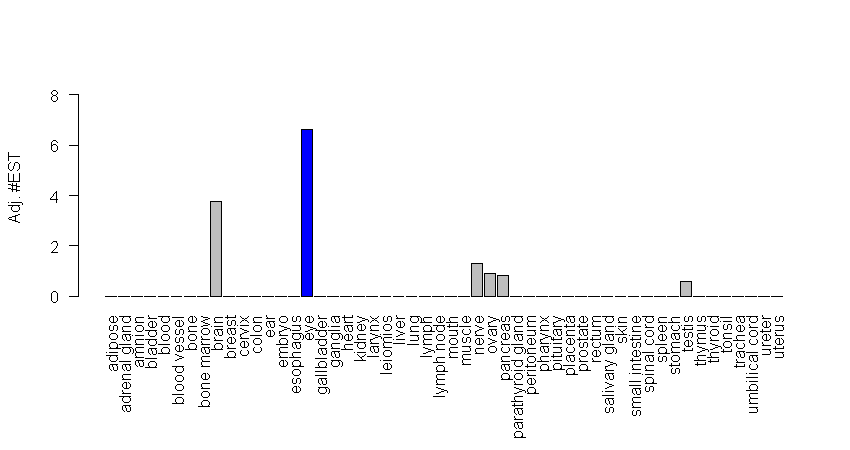 8
6
4
2
0
Adj. #EST
adipose
adrenal gland
amnion
bladder
blood
blood vessel
bone
bone marrow
brain
breast
cervix
colon
ear
embryo
esophagus
eye
gallbladder
ganglia
heart
kidney
larynx
leiomios
liver
lung
lymph
lymph node
mouth
muscle
nerve
ovary
pancreas
parathyroid gland
peritoneum
pharynx
pituitary
placenta
prostate
rectum
salivary gland
skin
small intestine
spinal cord
spleen
stomach
testis
thymus
thyroid
tonsil
trachea
umbilical cord
ureter
uterus